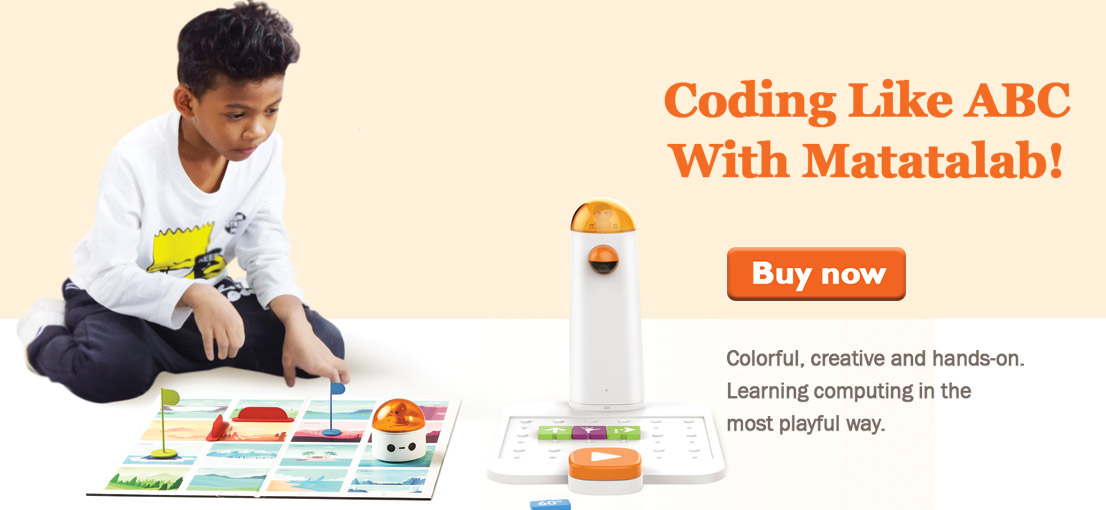 Coding Like ABC
With Matatalab!
Buy now
Colorful, creative and hands-on.
Learning computing in the
most playful way.